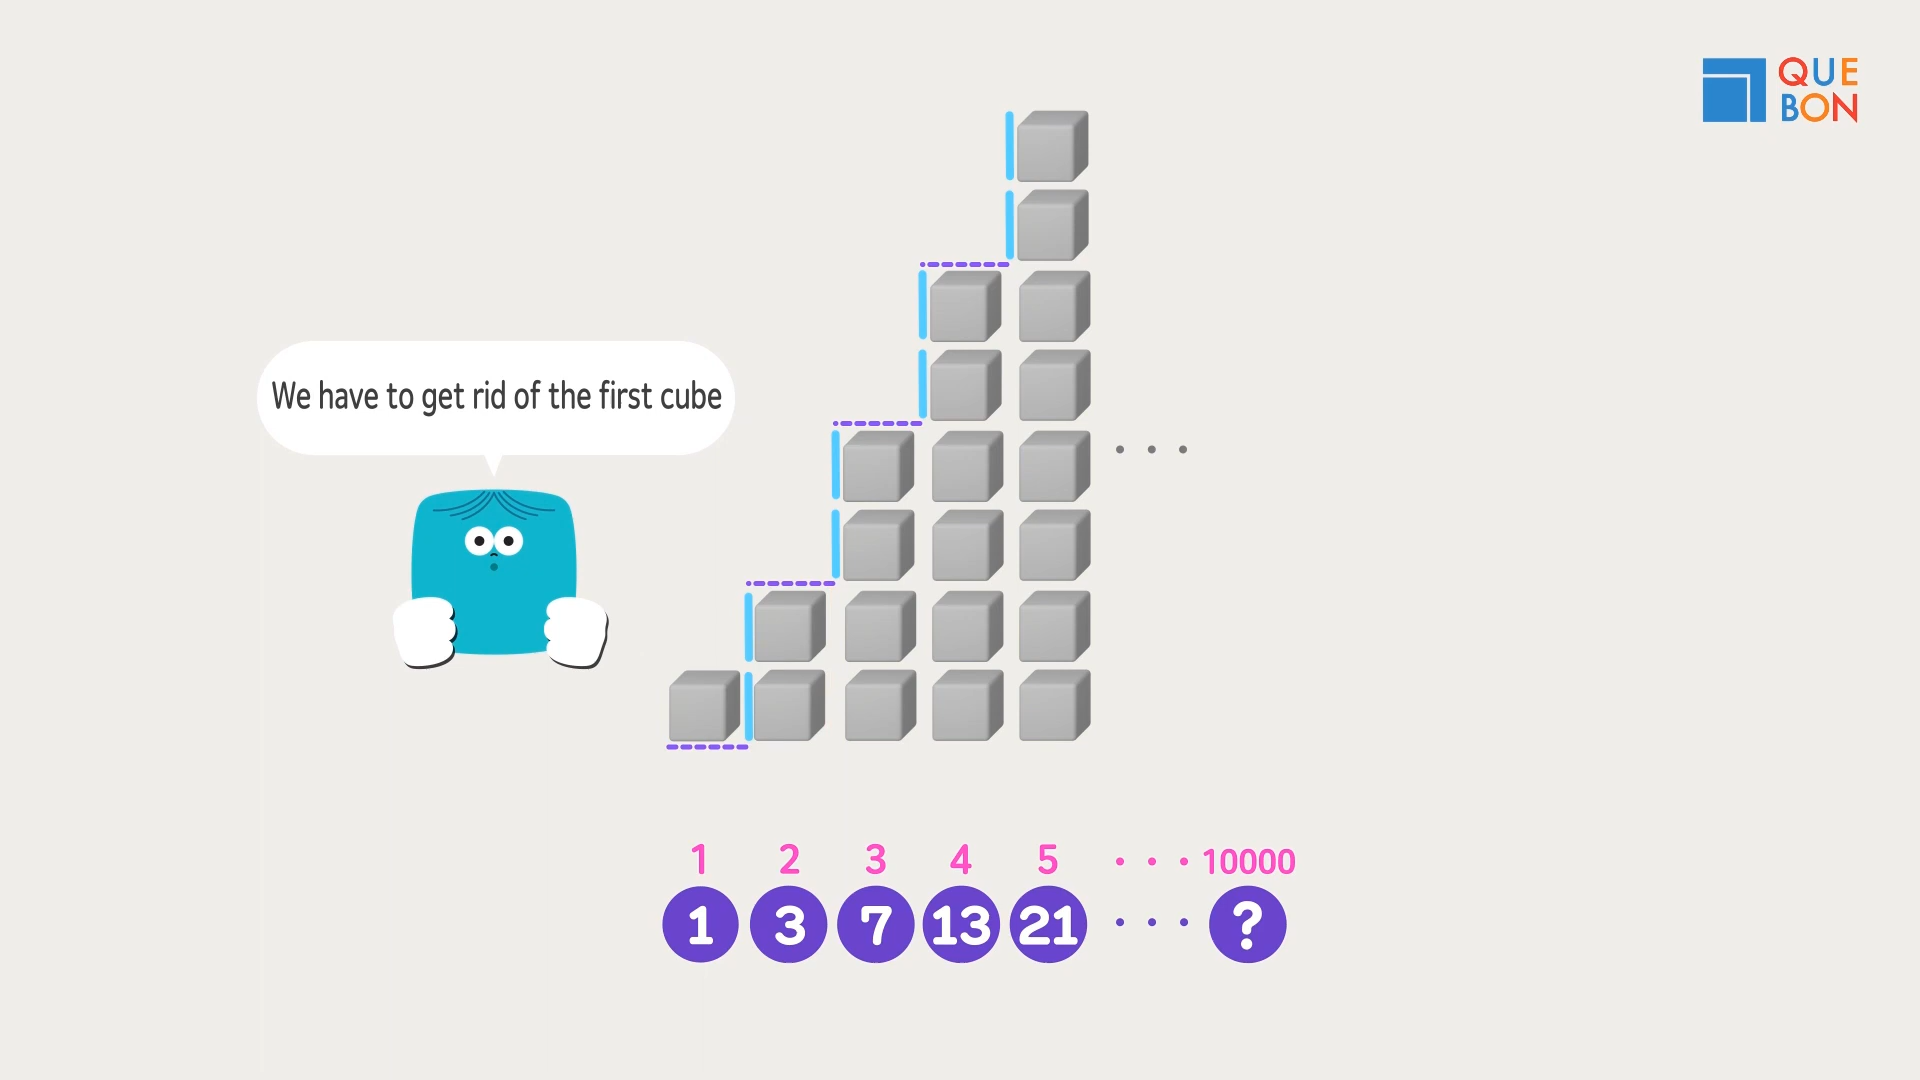 QUE
BON
We have to get rid of the first cube
1 2 3 4 5 . . . 10000
1 3 7 13 21 . . . ?